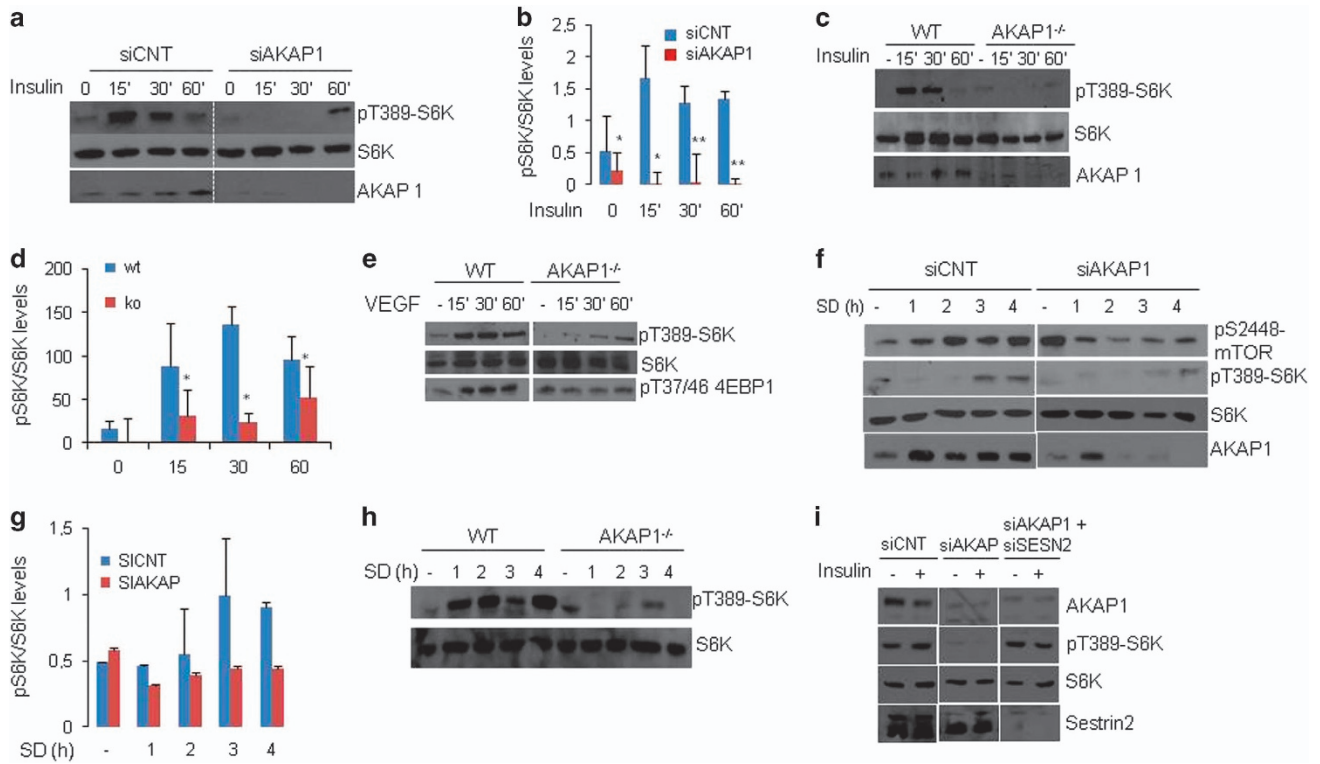 a
siCNT siAKAP1
Insulin 0 15' 30' 60' 0 15' 30' 60'
pT389-S6K
S6K
AKAP 1
b
2.5
2
1.5
1
0.5
0
pS6K/S6K levels
siCNT
siAKAP1
* * ** **
Insulin 0 15' 30' 60'
c
WT AKAP1-/-
Insulin - 15' 30' 60' - 15' 30' 60'
pT389-S6K
S6K
AKAP 1
d
wt
ko
200
150
100
50
0
pS6K/S6K levels
* * *
0 15 30 60
e
WT AKAP1-/-
VEGF - 15' 30' 60' - 15' 30' 60'
pT389-S6K
S6K
pT37/46 4EBP1
f
siCNT siAKAP1
SD (h) - 1 2 3 4 - 1 2 3 4
pS2448-
mTOR
pT389-S6K
S6K
AKAP1
g
1,5
1
0.5
0
pS6K/S6K levels
SICNT
SIAKAP
SD (h) - 1 2 3 4
h
WT AKAP1-/-
SD (h) - 1 2 3 4 - 1 2 3 4
pT389-S6K
S6K
i
siAKAP1 +
siCNT siAKAP siSESN2
Insulin - + - + - +
AKAP1
pT389-S6K
S6K
Sestrin2